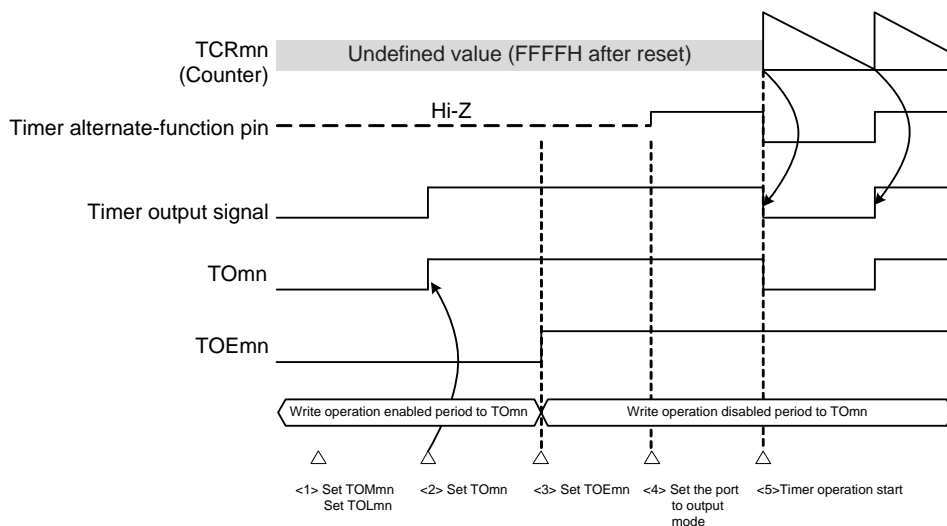 TCRmn
(Counter)
Undefined value (FFFFH after reset)
Hi-Z
Timer alternate-function pin
Timer output signal
TOmn
TOEmn
Write operation enabled period to TOmn
Write operation disabled period to TOmn
<1> Set TOMmn
Set TOLmn
<2> Set TOmn
<3> Set TOEmn
<4> Set the port
to output
mode
<5>Timer operation start